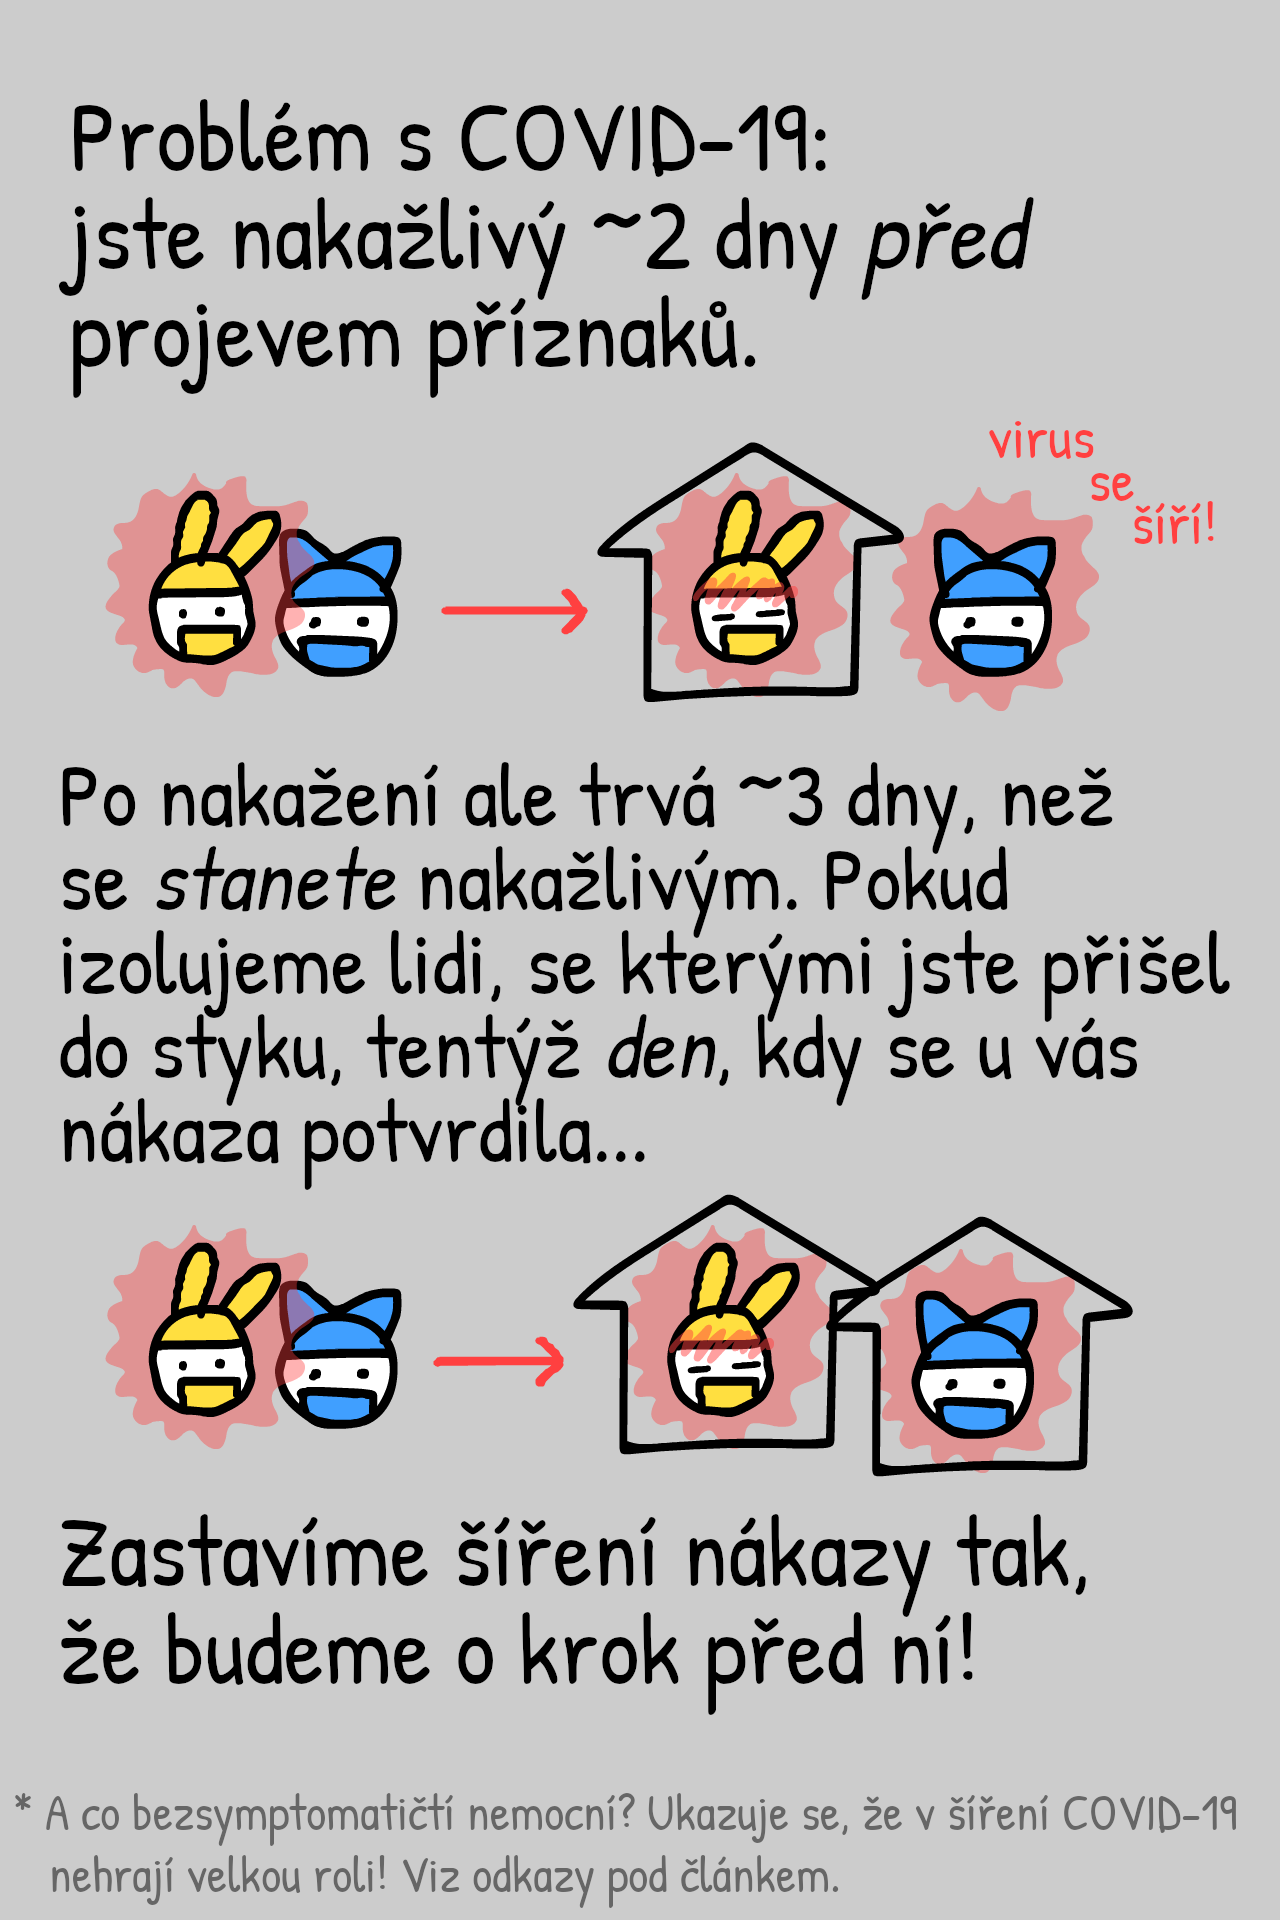 Problém s COVID-19:
jste nakažlivý ~2 dny před
projevem příznaků.
virus
se
šíří!
Po nakažení ale trvá ~3 dny, než
se stanete nakažlivým. Pokud
izolujeme lidi, se kterými jste přišel
do styku, tentýž den, kdy se u vás
nákaza potvrdila...
Zastavíme šíření nákazy tak,
že budeme o krok před ní!
* A co bezsymptomatičtí nemocní? Ukazuje se, že v šíření COVID-19
nehrají velkou roli! Viz odkazy pod článkem.